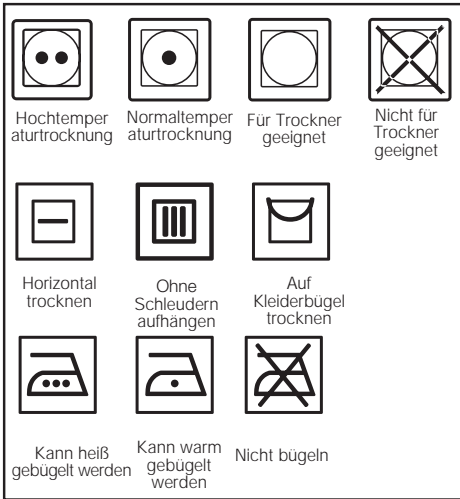 Hochtemper
aturtrocknung
Normaltemper
aturtrocknung
Für Trockner
geeignet
Nicht für
Trockner
geeignet
Horizontal
trocknen
Ohne
Schleudern
aufhängen
Auf
Kleiderbügel
trocknen
Kann heiß
gebügelt werden
Kann warm
gebügelt
werden
Nicht bügeln